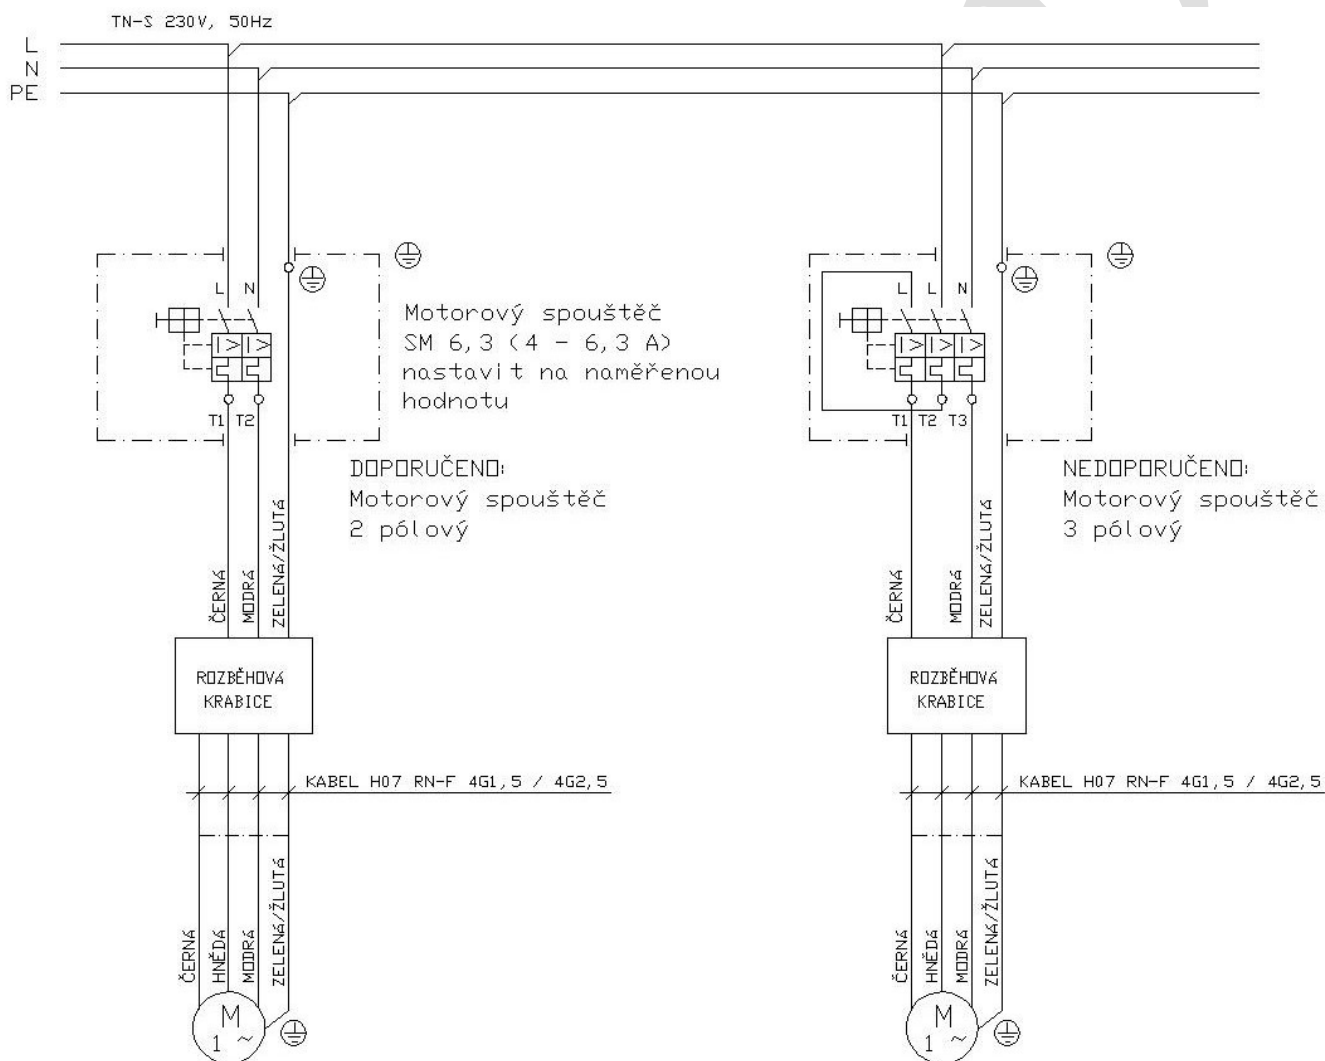 TN-S 230V, 50Hz
L
N
PE
L N
Motorový spouštěč
SM 6,3 (4 - 6,3 A)
nastavit na naměřenou
hodnotu
T1 T2
DOPORUČENO:
Motorový spouštěč
2 pólový
ČERNÁ
MODRÁ
ZELENÁ/ŽLUTÁ
ROZBĚHOVÁ
KRABICE
KABEL H07 RN-F 4G1,5 / 4G2,5
ČERNÁ
HNĚDÁ
MODRÁ
ZELENÁ/ŽLUTÁ
M
1 ~
L L N
T1 T2 T3
NEDOPORUČENO:
Motorový spouštěč
3 pólový
ČERNÁ
MODRÁ
ZELENÁ/ŽLUTÁ
ROZBĚHOVÁ
KRABICE
KABEL H07 RN-F 4G1,5 / 4G2,5
ČERNÁ
HNĚDÁ
MODRÁ
ZELENÁ/ŽLUTÁ
M
1 ~